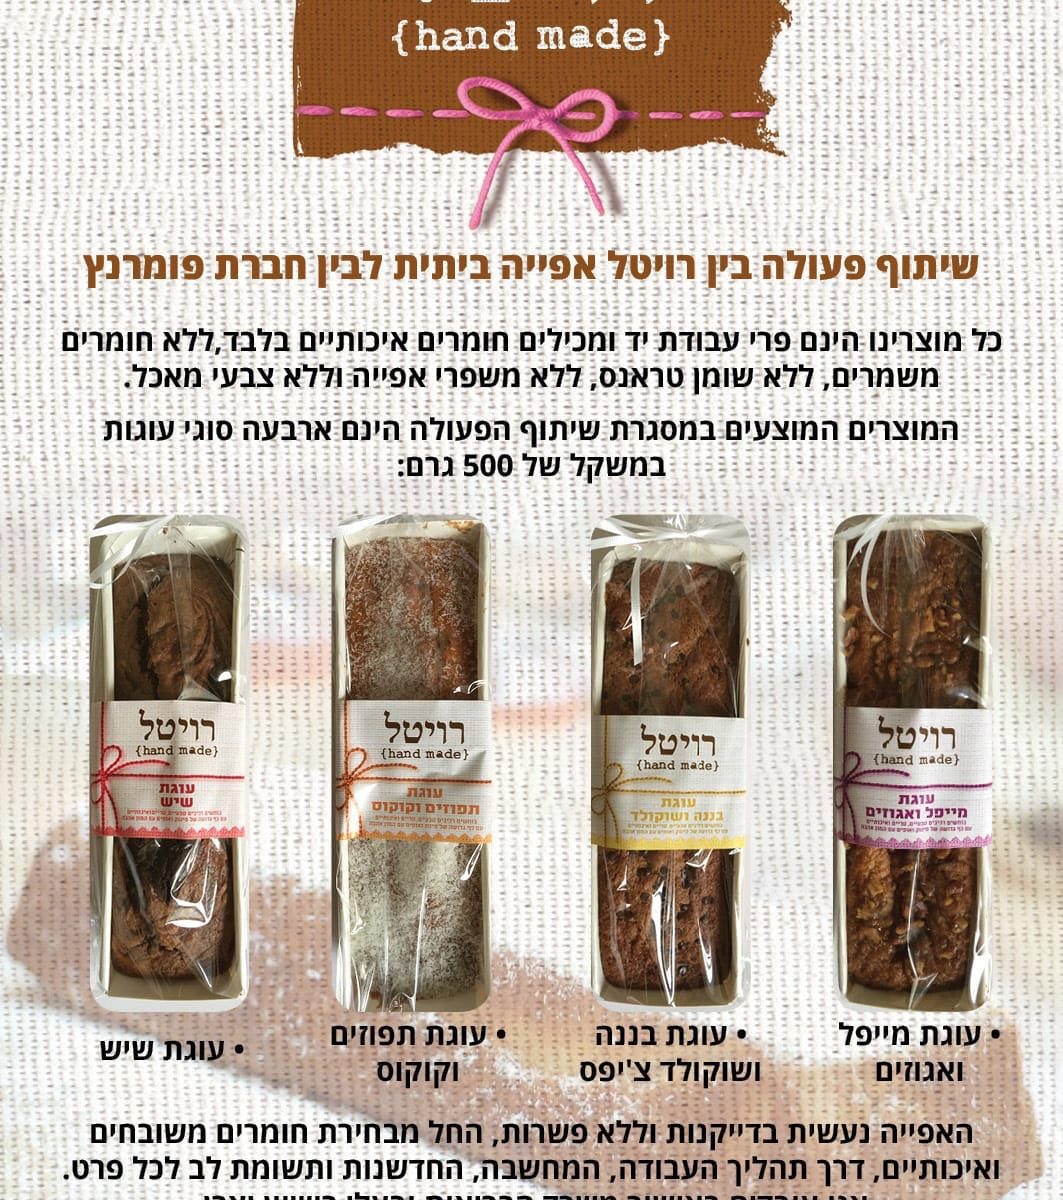 {hand made}
שיתוף פעולה בין רויטל אפייה ביתית לבין חברת פומרנץ
כל מוצרינו הינם פרי עבודת יד ומכילים חומרים איכותיים בלבד,ללא חומרים
משמרים, ללא שומן טראנס, ללא משפרי אפייה וללא צבעי מאכל.
המוצרים המוצעים במסגרת שיתוף הפעולה הינם ארבעה סוגי עוגות
במשקל של 500 גרם:
רויטל
{hand made}
עוגת
מייפל ואגוזים
רויטל
{hand made}
עוגת
בננה ושוקולד
רויטל
{hand made}
עוגת
תפוזים וקוקוס
רויטל
{hand made}
עוגת
שיש
• עוגת מייפל
ואגוזים
• עוגת בננה
ושוקולד צ'יפס
• עוגת תפוזים
וקוקוס
• עוגת שיש
האפייה נעשית בדייקנות וללא פשרות, החל מבחירת חומרים משובחים
ואיכותיים, דרך תהליך העבודה, המחשבה, החדשנות ותשומת לב לכל פרט.